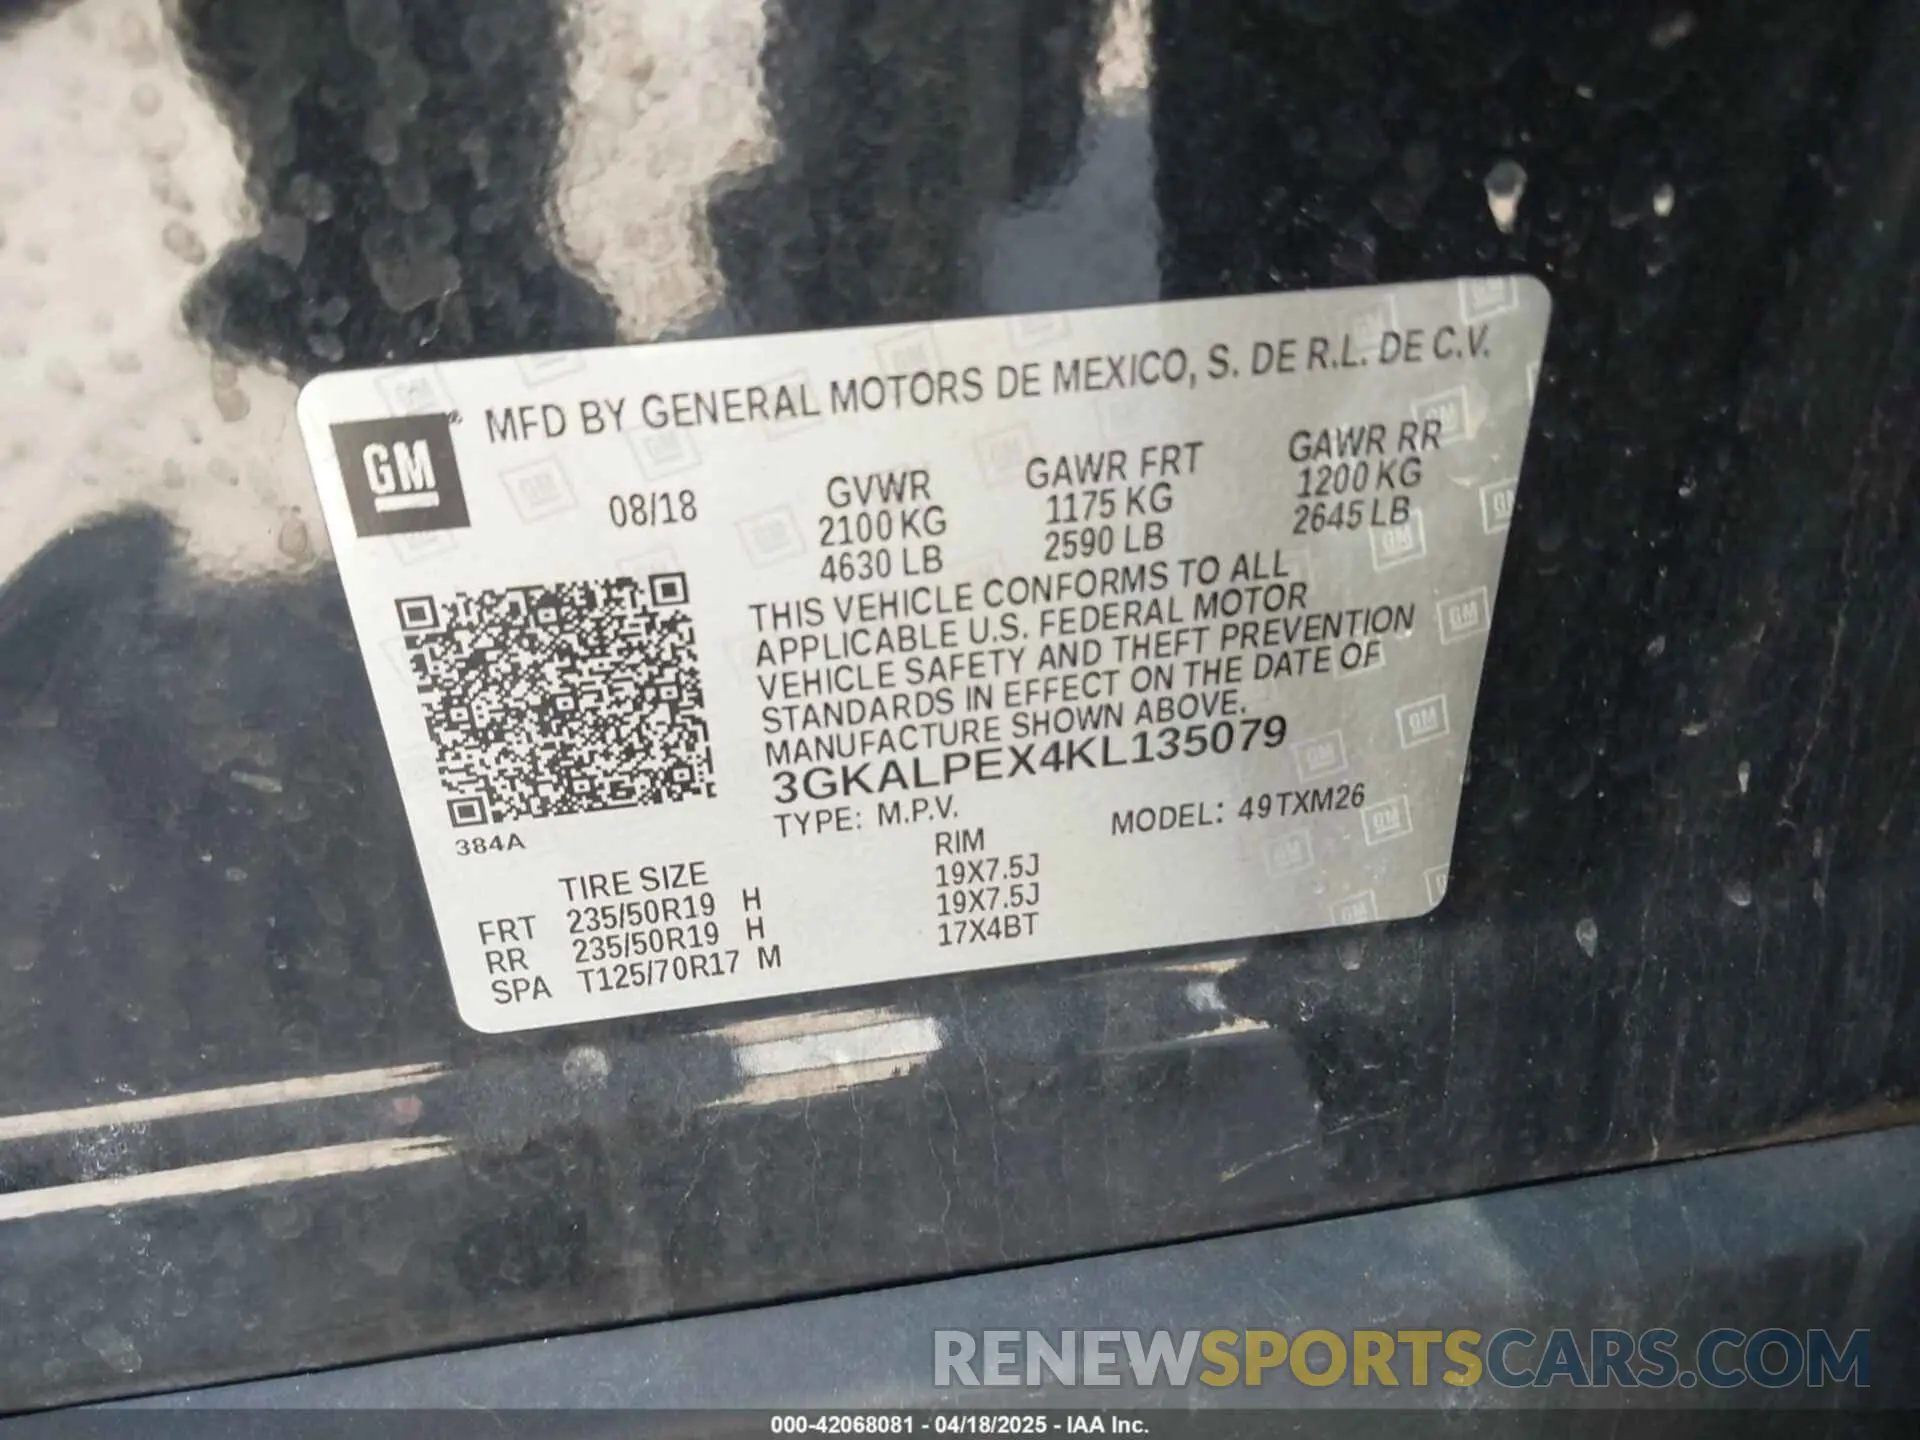 MFD BY GENERAL MOTORS DE MEXICO, S. DE R.L. DE C.V.
GM
08/18
GVWR GAWR FRT GAWR RR
2100 KG 1175 KG 1200 KG
4630 LB 2590 LB 2645 LB
THIS VEHICLE CONFORMS TO ALL
APPLICABLE U.S. FEDERAL MOTOR
VEHICLE SAFETY AND THEFT PREVENTION
STANDARDS IN EFFECT ON THE DATE OF
MANUFACTURE SHOWN ABOVE.
3GKALPEX4KL135079
TYPE: M.P.V. MODEL: 49TXM26
384A
TIRE SIZE RIM
FRT 235/50R19 H 19X7.5J
RR 235/50R19 H 19X7.5J
SPA T125/70R17 M 17X4BT
RENEWSPORTSCARS.COM
000-42068081 - 04/18/2025 - IAA Inc.